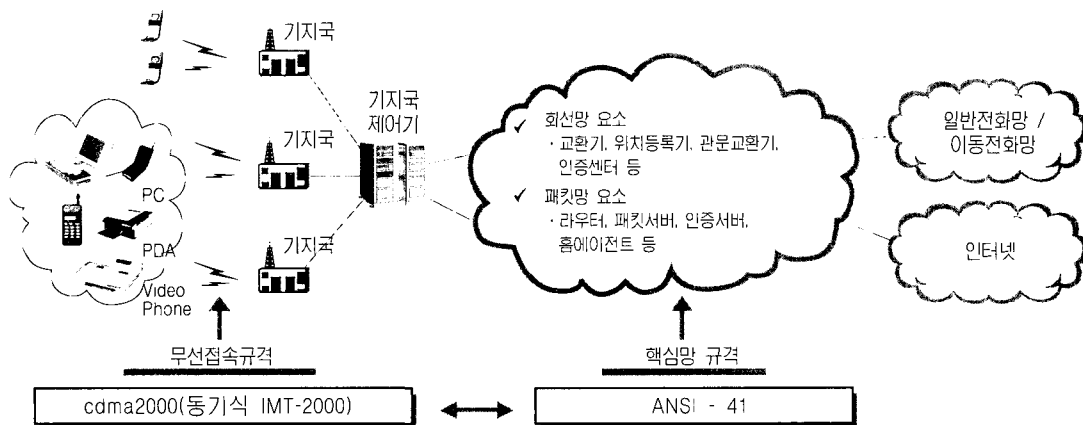 기지국
기지국
제어기
기지국
기지국
PC
PDA
Video
Phone
✓ 회선망 요소
· 교환기, 위치등록기, 관문교환기,
인증센터 등
✓ 패킷망 요소
· 라우터, 패킷서버, 인증서버,
홈에이전트 등
일반전화망 /
이동전화망
인터넷
무선접속규격
핵심망 규격
cdma2000(동기식 IMT-2000)
ANSI - 41